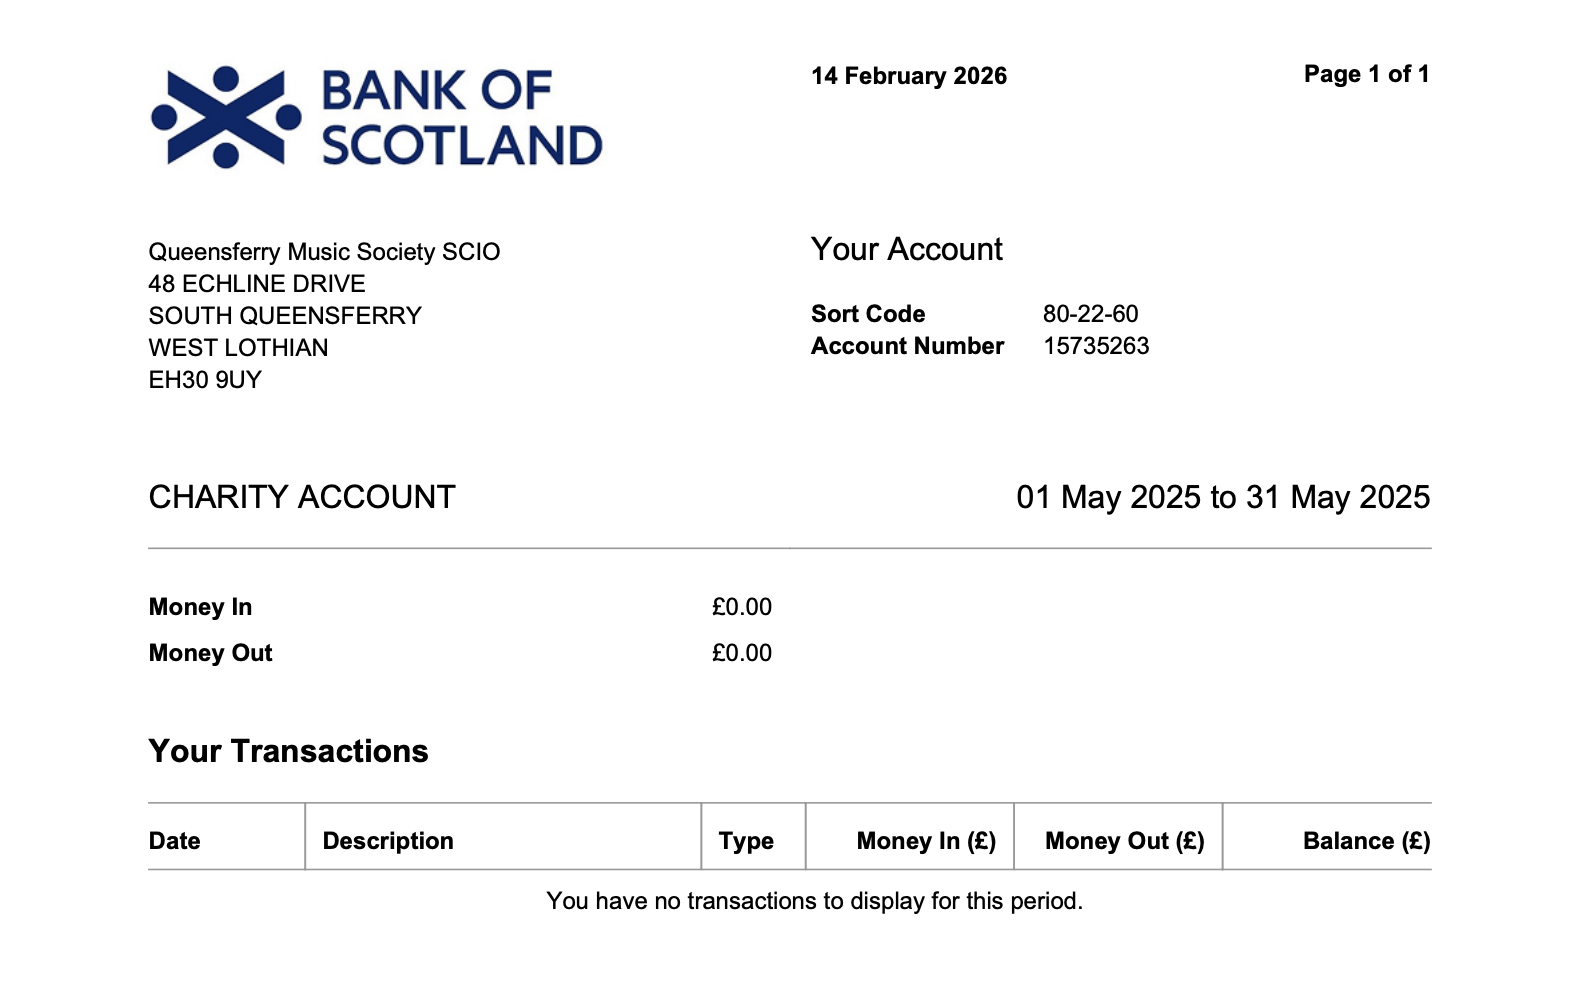 BANK OF
SCOTLAND
14 February 2026
Page 1 of 1
Queensferry Music Society SCIO
48 ECHLINE DRIVE
SOUTH QUEENSFERRY
WEST LOTHIAN
EH30 9UY
Your Account
Sort Code 80-22-60
Account Number 15735263
CHARITY ACCOUNT 01 May 2025 to 31 May 2025
Money In £0.00
Money Out £0.00
Your Transactions
Date Description Type Money In (£) Money Out (£) Balance (£)
You have no transactions to display for this period.